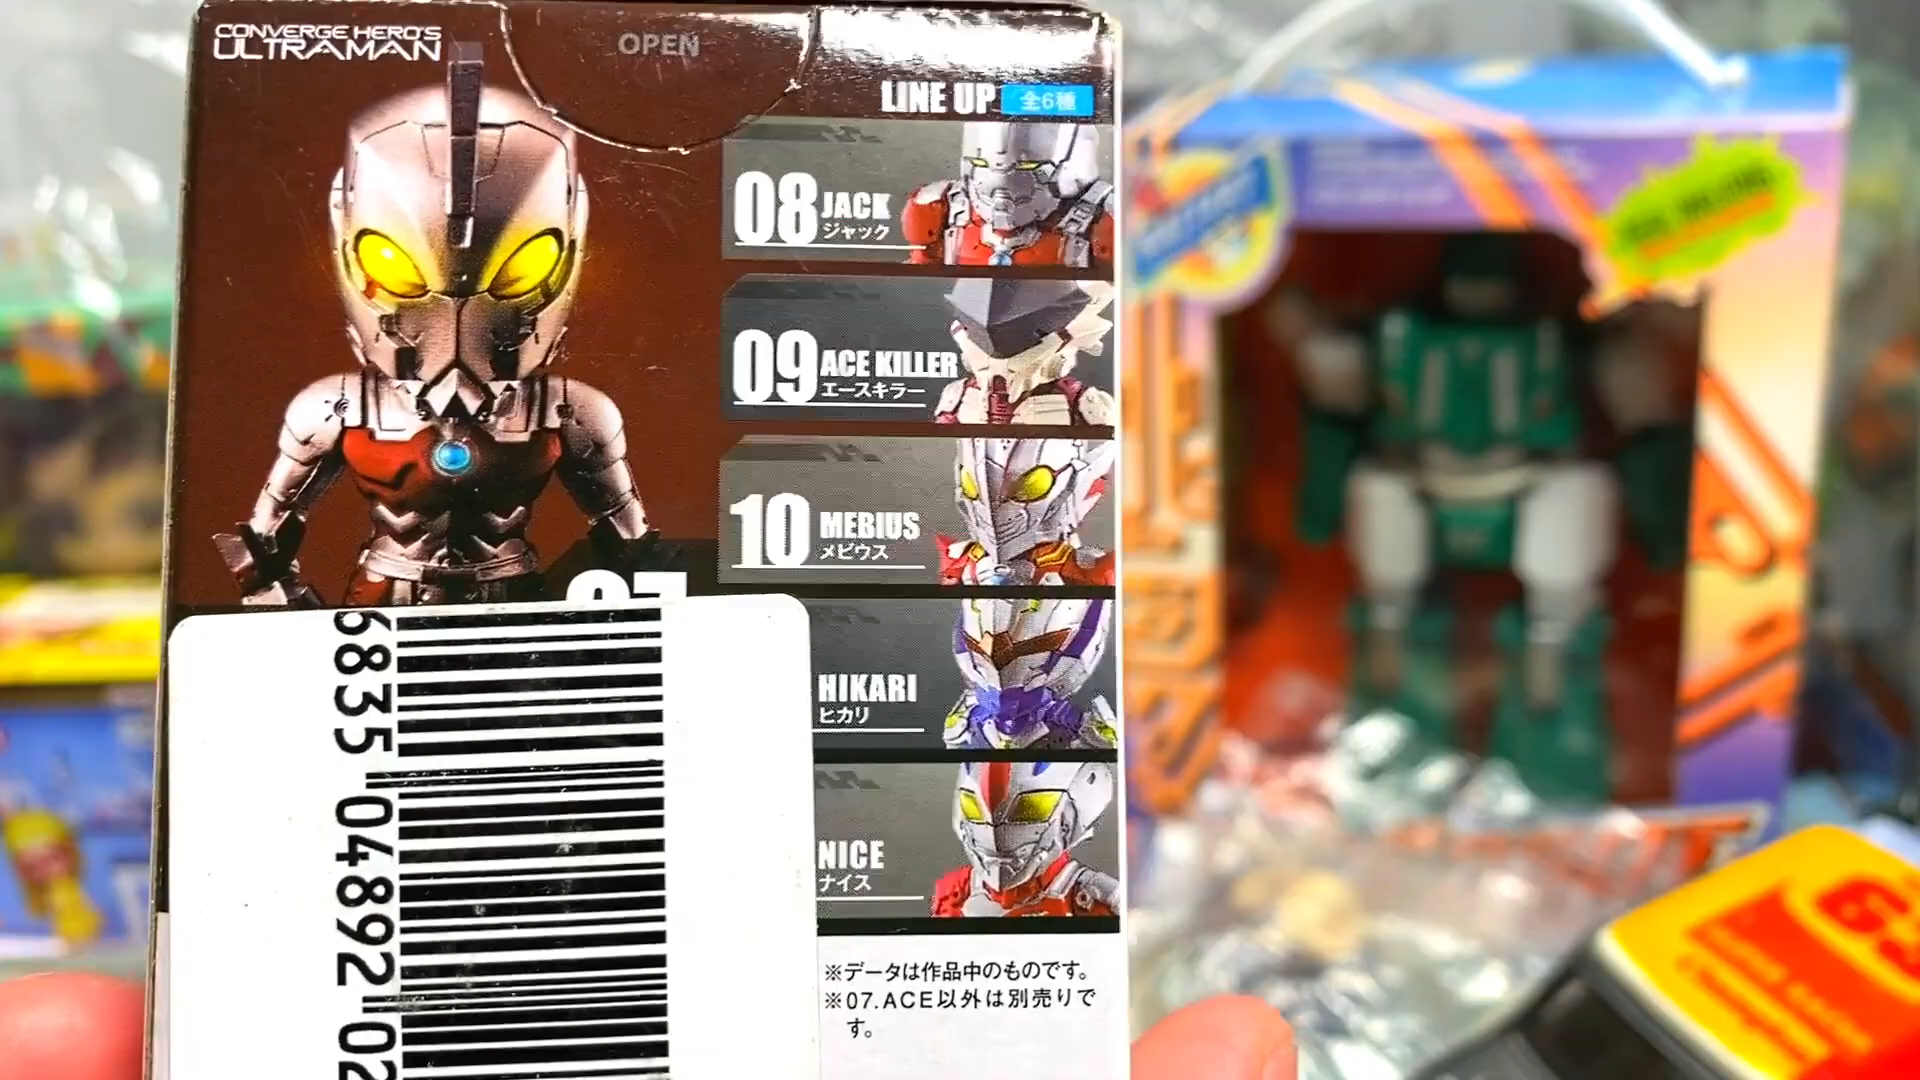 CONVERGE HERO'S
ULTRAMAN
OPEN
LINE UP 全6種
08 JACK
ジャック
09 ACE KILLER
エースキラー
10 MEBIUS
メビウス
07
HIKARI
ヒカリ
NICE
ナイス
6835 04892 02
※データは作品中のものです。
※07.ACE以外は別売りで
す。
63